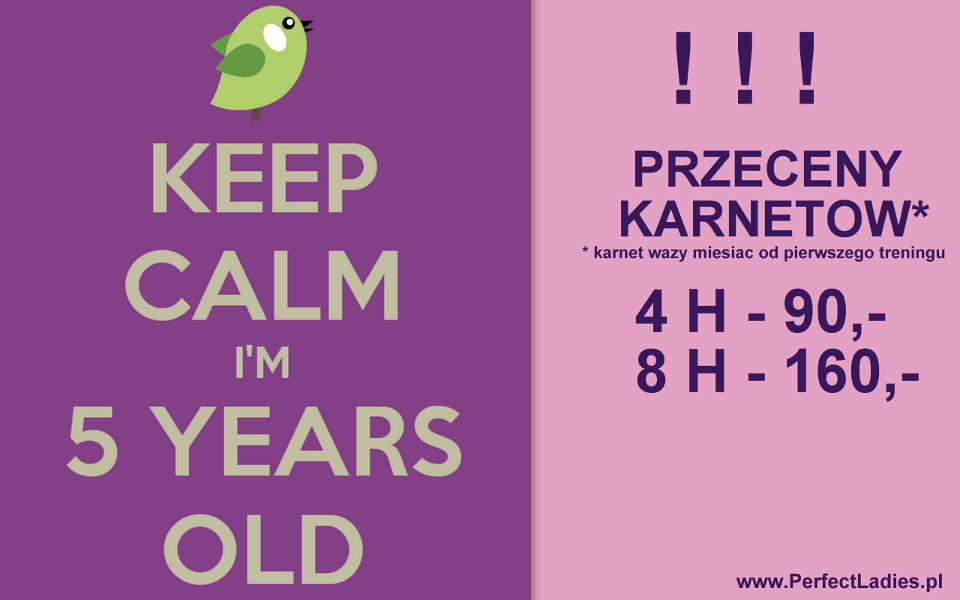 KEEP
CALM
I'M
5 YEARS
OLD
! ! !
PRZECENY
KARNETOW*
* karnet wazy miesiac od pierwszego treningu
4 H - 90,-
8 H - 160,-
www.PerfectLadies.pl